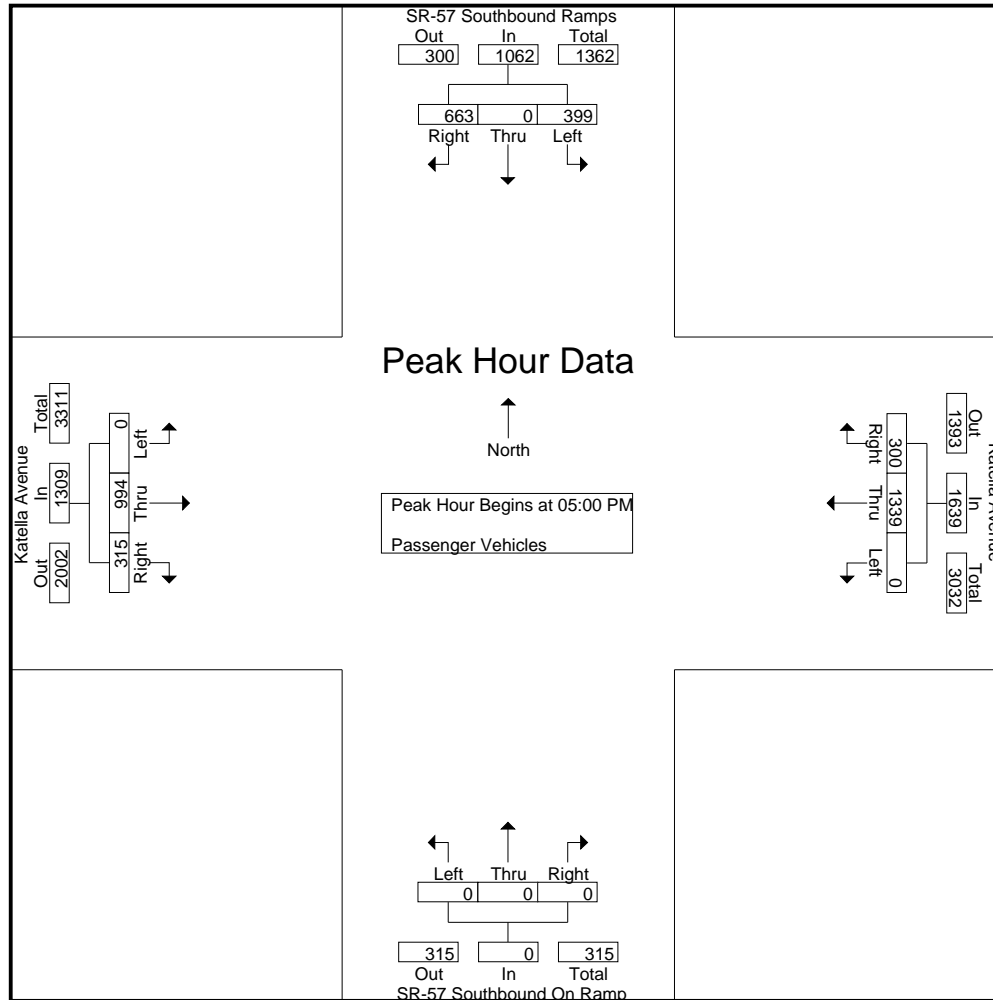 SR-57 Southbound Ramps
Out In Total
300 1062 1362
663 0 399
Right Thru Left
Peak Hour Data
North
Peak Hour Begins at 05:00 PM
Passenger Vehicles
Katella Avenue
Out In Total
2002 1309 3311
315 994 0
Right Thru Left
Katella Avenue
Out In Total
1393 1639 3032
300 1339 0
Right Thru Left
Left Thru Right
0 0 0
315 0 315
Out In Total
SR-57 Southbound On Ramp